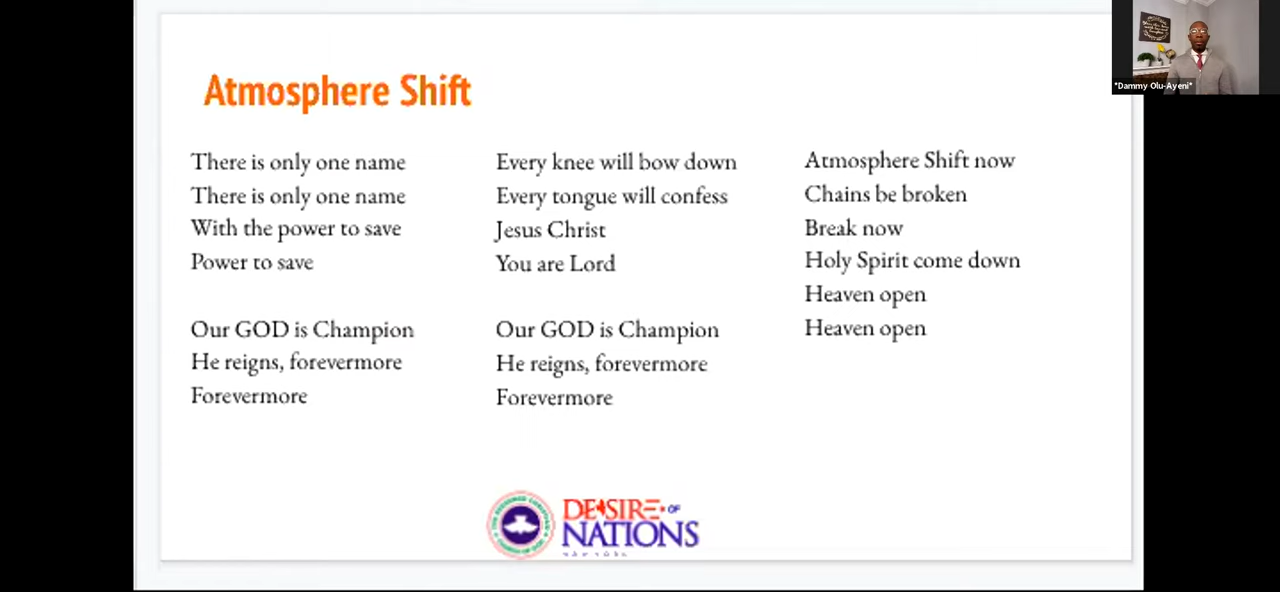 Atmosphere Shift
There is only one name
There is only one name
With the power to save
Power to save
Our GOD is Champion
He reigns, forevermore
Forevermore
Every knee will bow down
Every tongue will confess
Jesus Christ
You are Lord
Our GOD is Champion
He reigns, forevermore
Forevermore
Atmosphere Shift now
Chains be broken
Break now
Holy Spirit come down
Heaven open
Heaven open
DESIRE OF
NATIONS
"Dammy Olu-Ayeni"